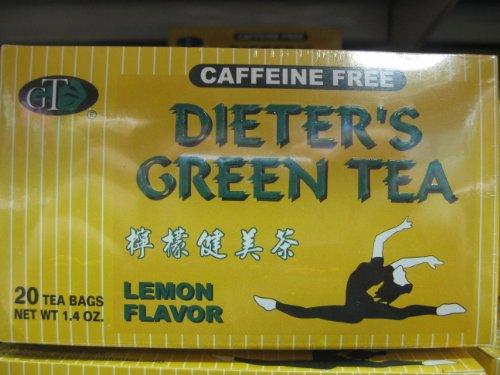 CAFFEINE FREE
GT
®
DIETER'S
GREEN TEA
檸檬健美茶
LEMON
FLAVOR
20 TEA BAGS
NET WT 1.4 OZ.